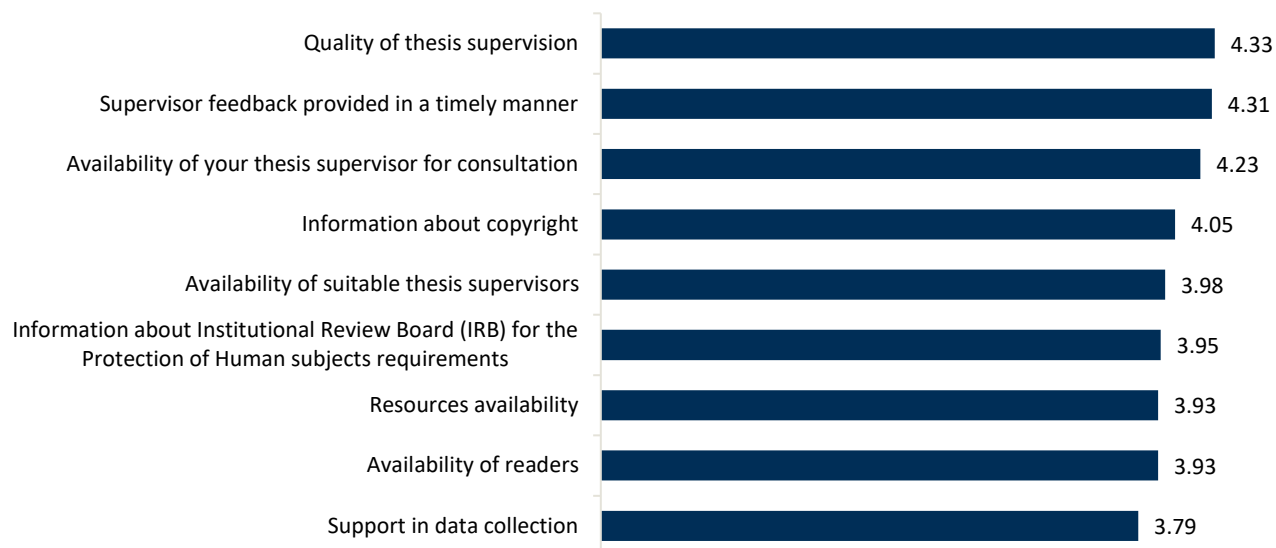 Quality of thesis supervision 4.33
Supervisor feedback provided in a timely manner 4.31
Availability of your thesis supervisor for consultation 4.23
Information about copyright 4.05
Availability of suitable thesis supervisors 3.98
Information about Institutional Review Board (IRB) for the
Protection of Human subjects requirements 3.95
Resources availability 3.93
Availability of readers 3.93
Support in data collection 3.79